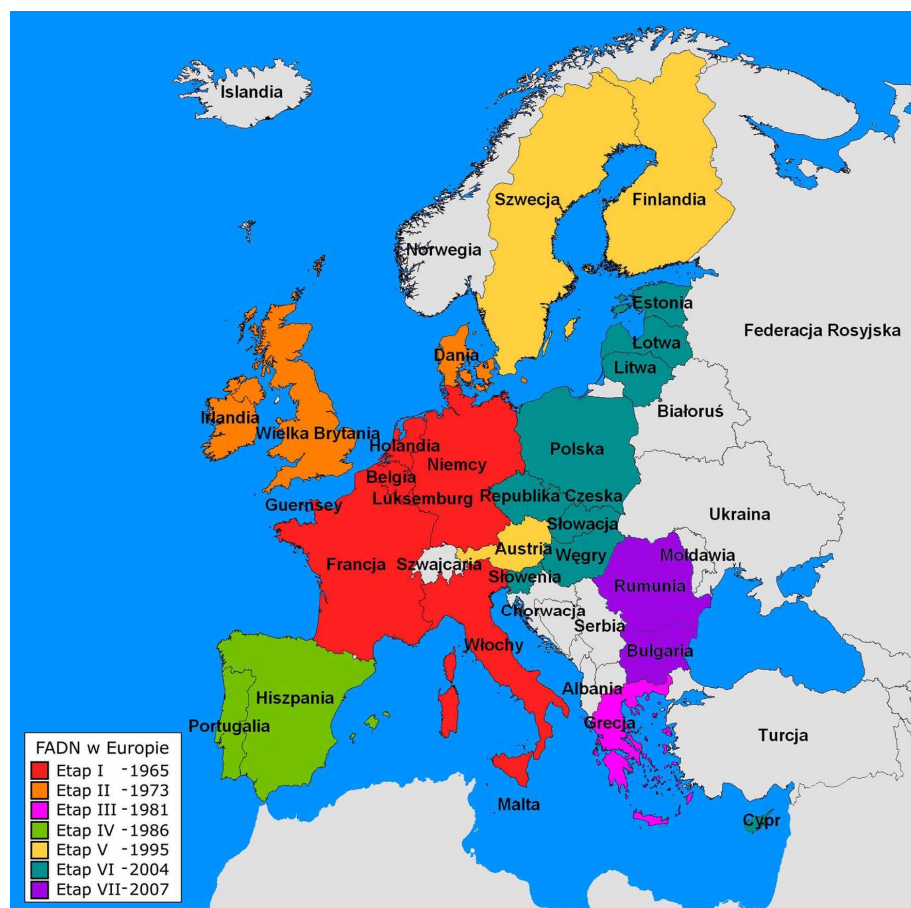 Islandia
Szwecja
Finlandia
Norwegia
Estonia
Federacja Rosyjska
Łotwa
Dania
Litwa
Białoruś
Irlandia
Wielka Brytania
Holandia
Niemcy
Polska
Belgia
Luksemburg
Republika Czeska
Guernsey
Ukraina
Słowacja
Austria
Węgry
Mołdawia
Francja
Szwajcaria
Słowenia
Rumunia
Chorwacja
Serbia
Włochy
Bułgaria
Albania
Hiszpania
Portugalia
Grecja
Turcja
Malta
Cypr
FADN w Europie
Etap I -1965
Etap II -1973
Etap III -1981
Etap IV -1986
Etap V -1995
Etap VI -2004
Etap VII-2007